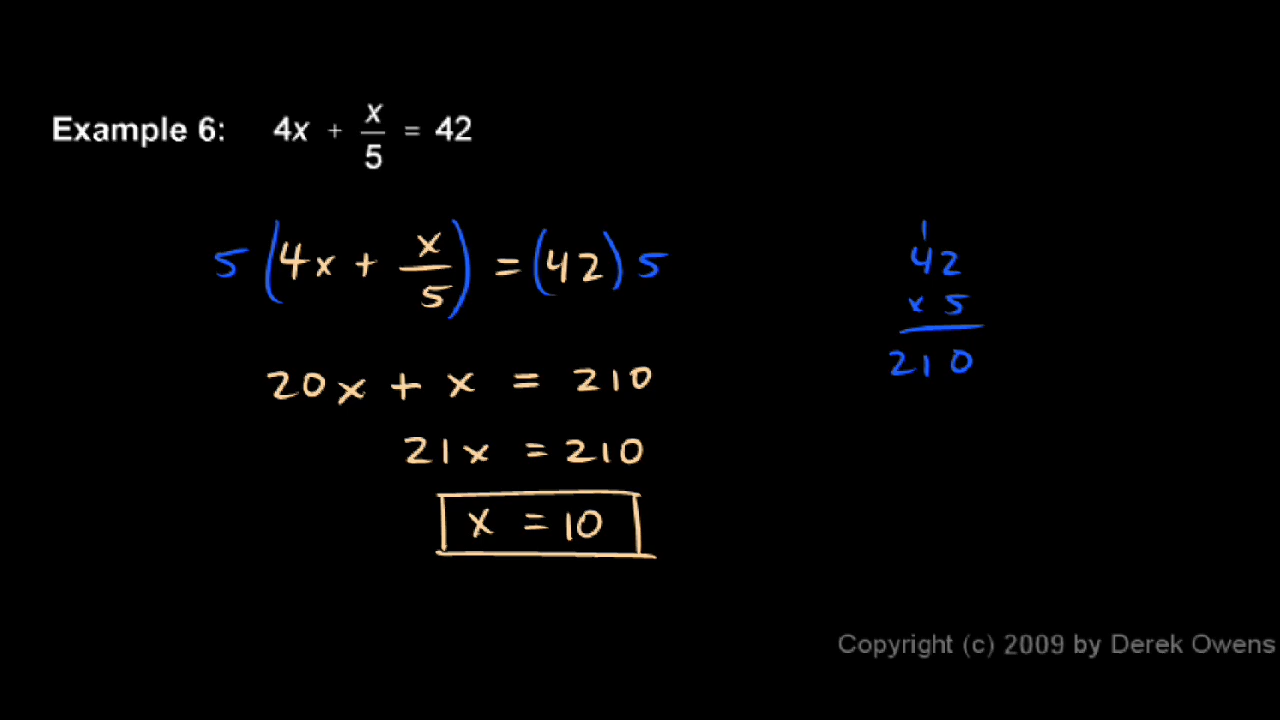 Example 6: 4x + x/5 = 42
5 (4x + x/5) = (42) 5
20x + x = 210
21x = 210
x = 10
1
42
x 5
210
Copyright (c) 2009 by Derek Owens